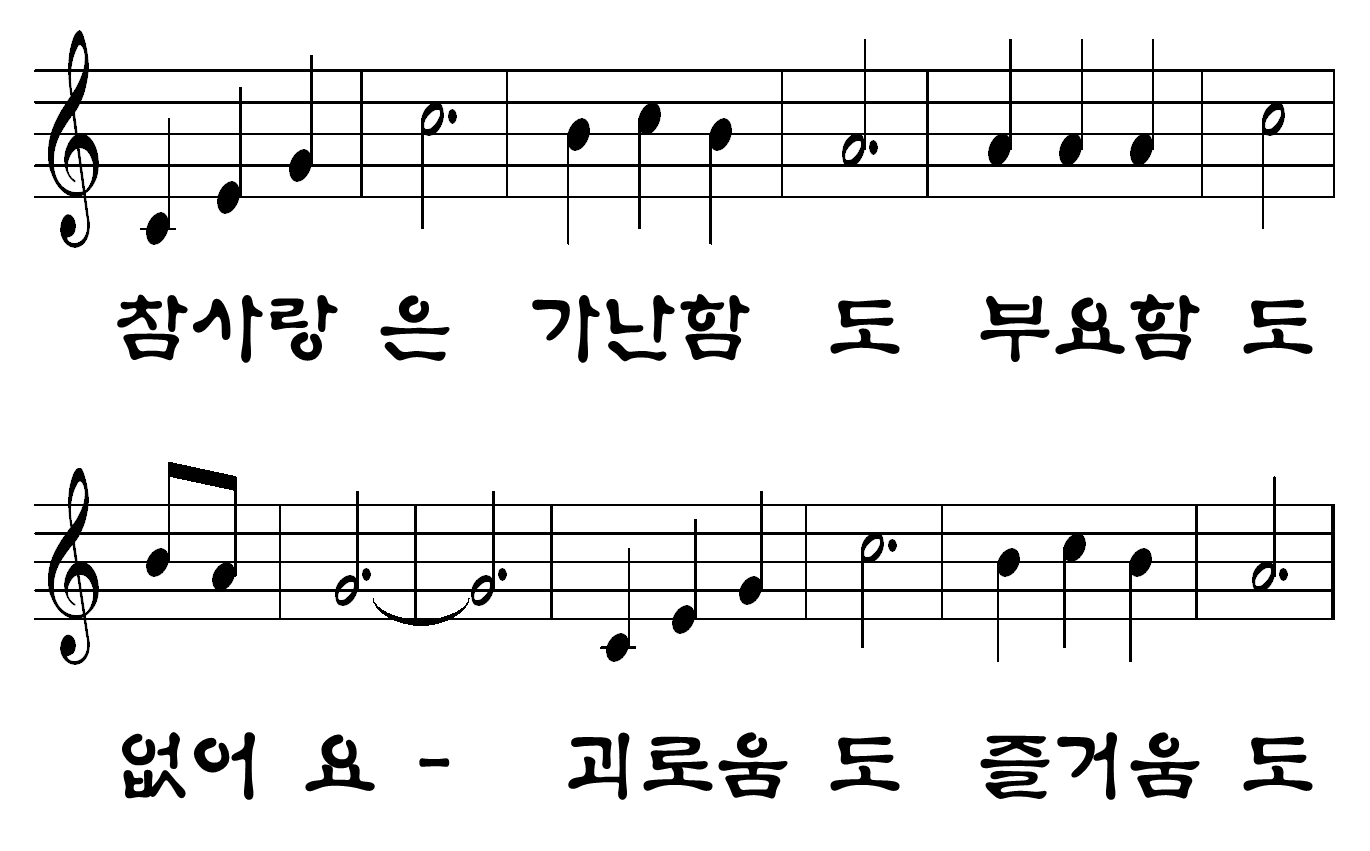 참사랑 은 가난함 도 부요함 도
없어 요 - 괴로움 도 즐거움 도